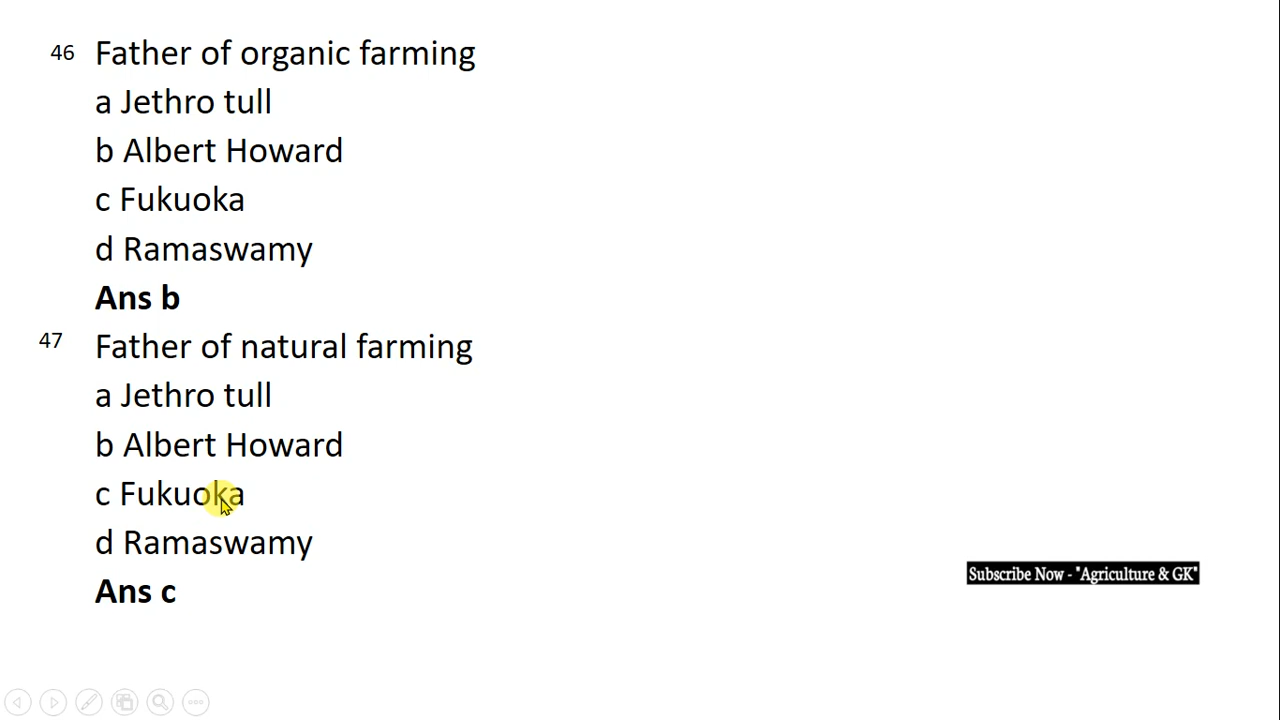 46 Father of organic farming
a Jethro tull
b Albert Howard
c Fukuoka
d Ramaswamy
Ans b
47 Father of natural farming
a Jethro tull
b Albert Howard
c Fukuoka
d Ramaswamy
Ans c
Subscribe Now - "Agriculture & GK"